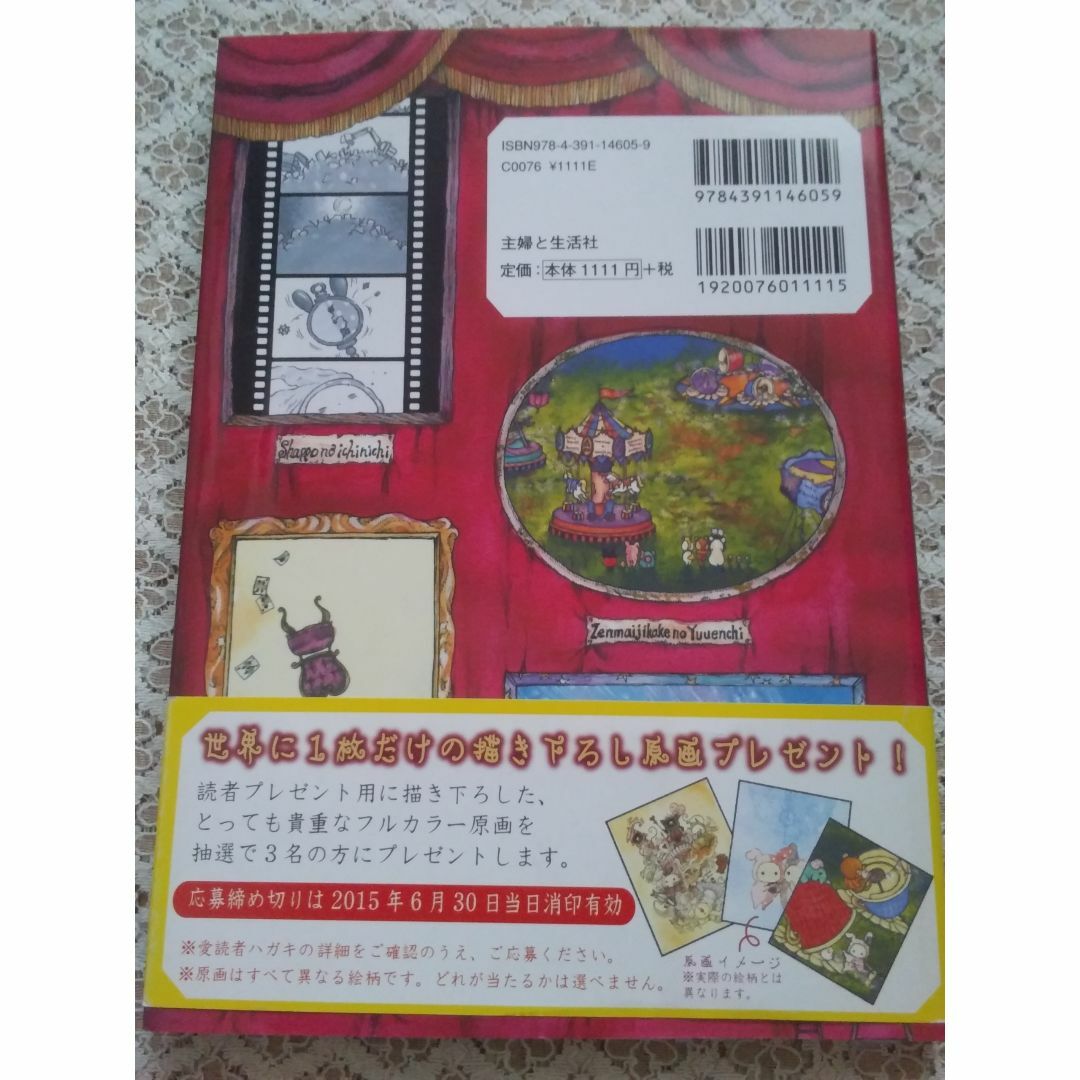 ISBN978-4-391-14605-9
C0076 ¥1111E
9784391146059
主婦と生活社
定価：本体1111円＋税
1920076011115
Shappo no ichinichi
Zenmaijikake no Yuuenchi
世界に1枚だけの描き下ろし原画プレゼント！
読者プレゼント用に描き下ろした、
とっても貴重なフルカラー原画を
抽選で3名の方にプレゼントします。
応募締め切りは2015年6月30日当日消印有効
※愛読者ハガキの詳細をご確認のうえ、ご応募ください。
※原画はすべて異なる絵柄です。どれが当たるかは選べません。
原画イメージ
※実際の絵柄とは
異なります。